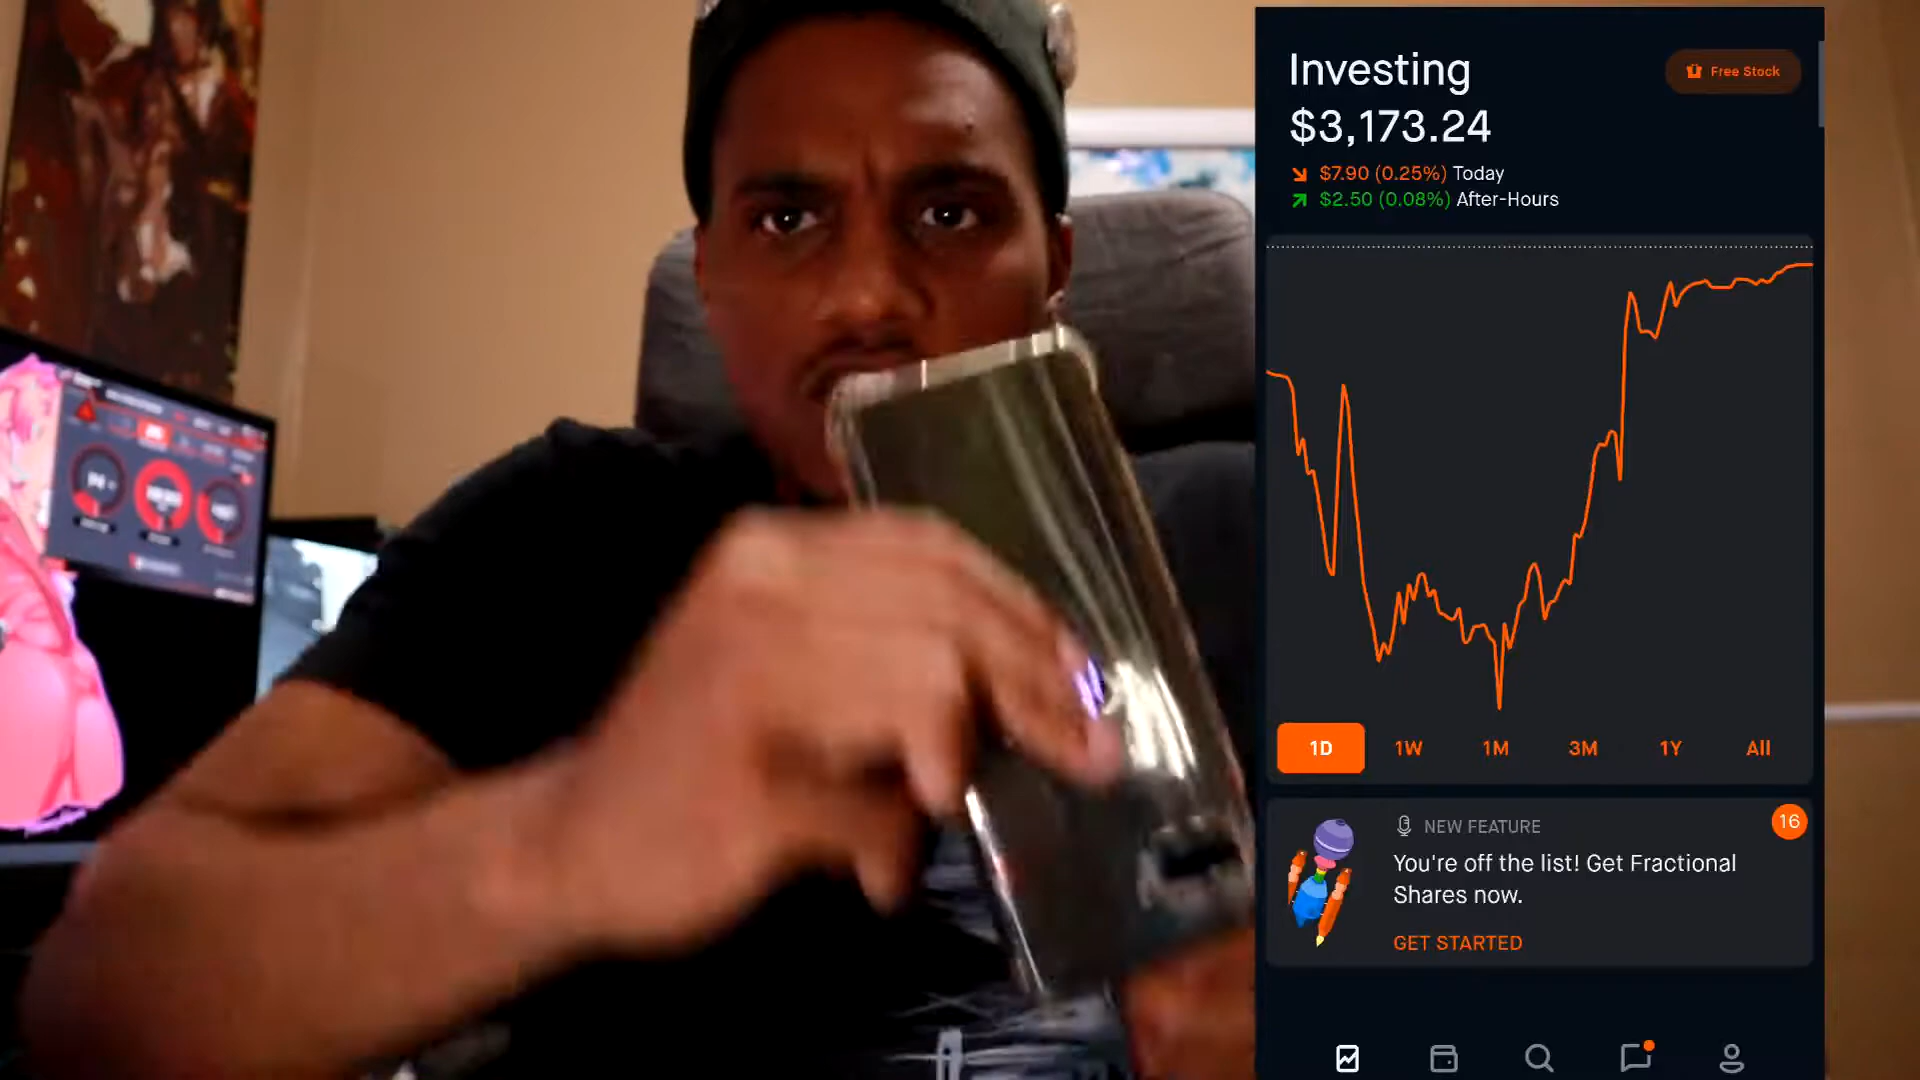 Investing
Free Stock
$3,173.24
$7.90 (0.25%) Today
$2.50 (0.08%) After-Hours
1D 1W 1M 3M 1Y All
NEW FEATURE
16
You're off the list! Get Fractional
Shares now.
GET STARTED